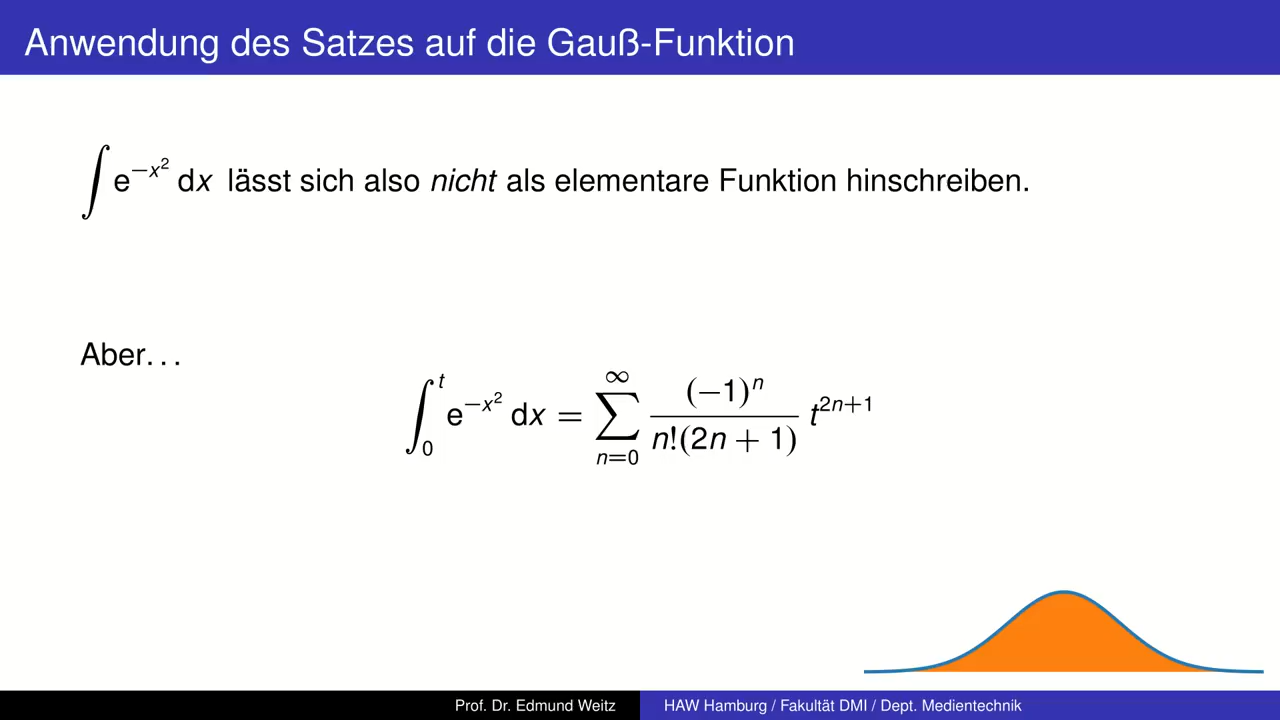 Anwendung des Satzes auf die Gauß-Funktion
∫ e^{−x²} dx lässt sich also nicht als elementare Funktion hinschreiben.
Aber. . .
∫₀ᵗ e^{−x²} dx = ∑_{n=0}^{∞} (−1)ⁿ / (n!(2n + 1)) t^{2n+1}
Prof. Dr. Edmund Weitz
HAW Hamburg / Fakultät DMI / Dept. Medientechnik